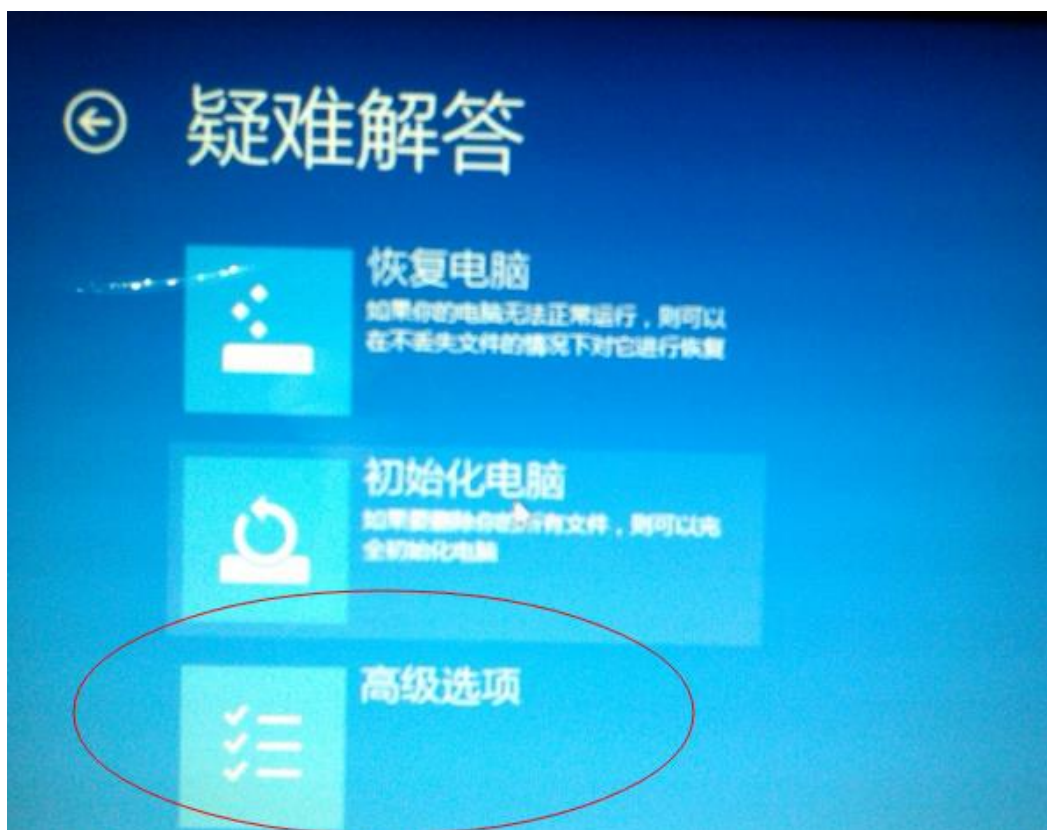 疑难解答
恢复电脑
如果你的电脑无法正常运行，则可以
在不丢失文件的情况下对它进行恢复
初始化电脑
如果要删除你的所有文件，则可以完
全初始化电脑
高级选项